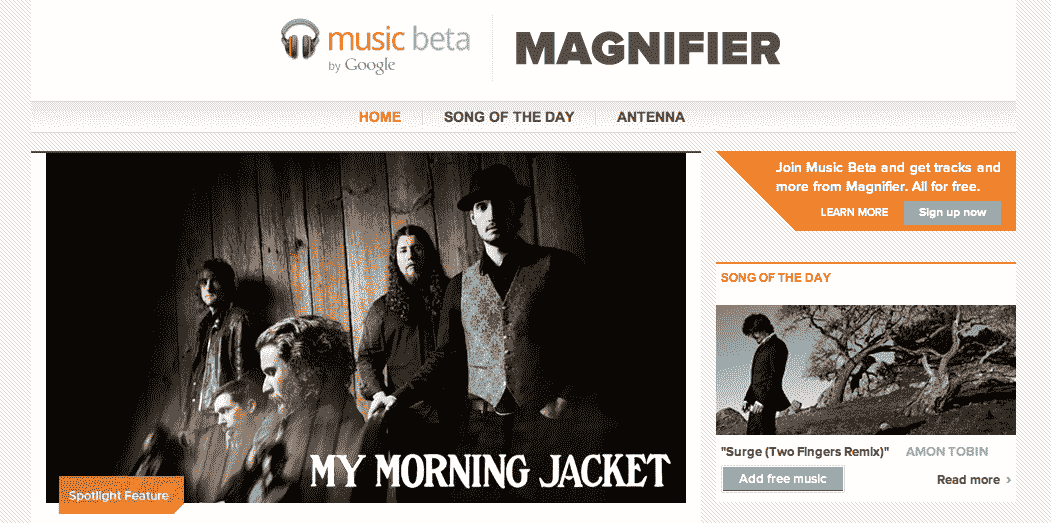 music beta
by Google
MAGNIFIER
HOME
SONG OF THE DAY
ANTENNA
Join Music Beta and get tracks and
more from Magnifier. All for free.
LEARN MORE
Sign up now
MY MORNING JACKET
Spotlight Feature
SONG OF THE DAY
"Surge (Two Fingers Remix)"
AMON TOBIN
Add free music
Read more ›